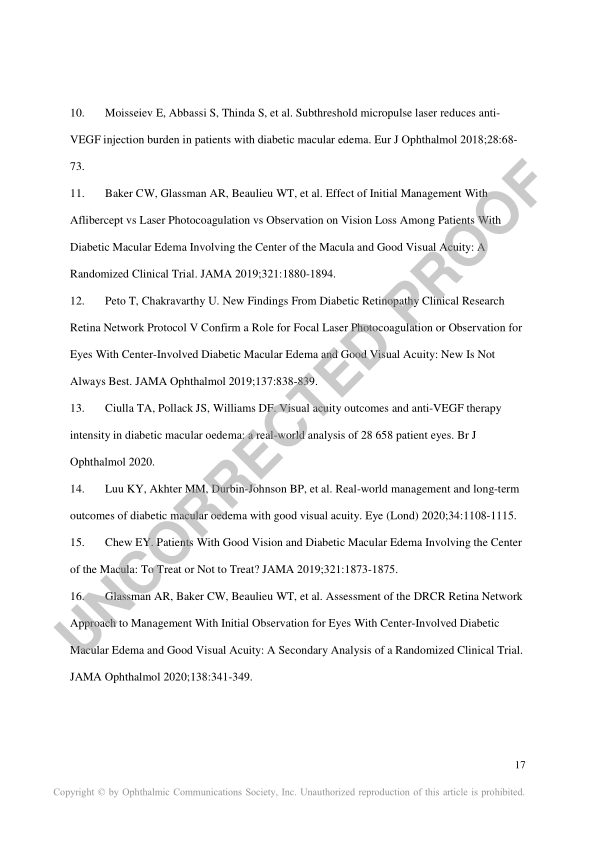 10. Moisseiev E, Abbassi S, Thinda S, et al. Subthreshold micropulse laser reduces anti-
VEGF injection burden in patients with diabetic macular edema. Eur J Ophthalmol 2018;28:68-
73.
11. Baker CW, Glassman AR, Beaulieu WT, et al. Effect of Initial Management With
Aflibercept vs Laser Photocoagulation vs Observation on Vision Loss Among Patients With
Diabetic Macular Edema Involving the Center of the Macula and Good Visual Acuity: A
Randomized Clinical Trial. JAMA 2019;321:1880-1894.
12. Peto T, Chakravarthy U. New Findings From Diabetic Retinopathy Clinical Research
Retina Network Protocol V Confirm a Role for Focal Laser Photocoagulation or Observation for
Eyes With Center-Involved Diabetic Macular Edema and Good Visual Acuity: New Is Not
Always Best. JAMA Ophthalmol 2019;137:838-839.
13. Ciulla TA, Pollack JS, Williams DF. Visual acuity outcomes and anti-VEGF therapy
intensity in diabetic macular oedema: a real-world analysis of 28 658 patient eyes. Br J
Ophthalmol 2020.
14. Luu KY, Akhter MM, Durbin-Johnson BP, et al. Real-world management and long-term
outcomes of diabetic macular oedema with good visual acuity. Eye (Lond) 2020;34:1108-1115.
15. Chew EY. Patients With Good Vision and Diabetic Macular Edema Involving the Center
of the Macula: To Treat or Not to Treat? JAMA 2019;321:1873-1875.
16. Glassman AR, Baker CW, Beaulieu WT, et al. Assessment of the DRCR Retina Network
Approach to Management With Initial Observation for Eyes With Center-Involved Diabetic
Macular Edema and Good Visual Acuity: A Secondary Analysis of a Randomized Clinical Trial.
JAMA Ophthalmol 2020;138:341-349.
UNCORRECTED PROOF
17
Copyright © by Ophthalmic Communications Society, Inc. Unauthorized reproduction of this article is prohibited.